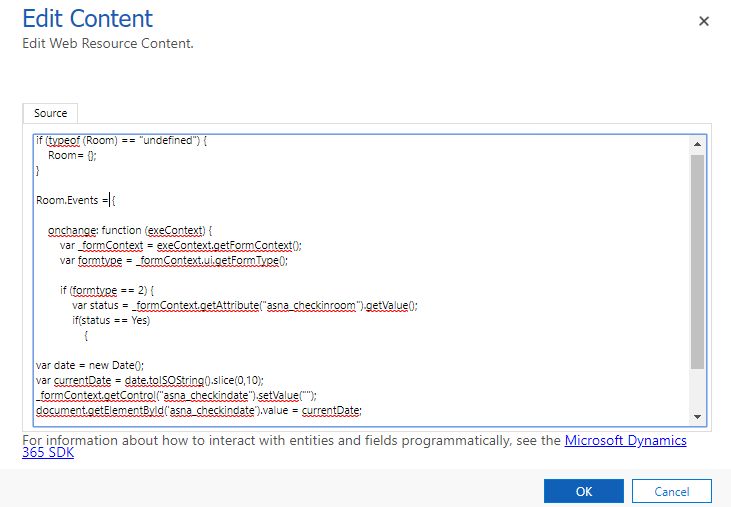 Edit Content
Edit Web Resource Content.
Source
if (typeof (Room) == "undefined") {
Room= {};
}
Room.Events ={
onchange: function (exeContext) {
var _formContext = exeContext.getFormContext();
var formtype = _formContext.ui.getFormType();
if (formtype == 2) {
var status = _formContext.getAttribute("asna_checkinroom").getValue();
if(status == Yes)
{
var date = new Date();
var currentDate = date.toISOString().slice(0,10);
_formContext.getControl("asna_checkindate").setValue("");
document.getElementById('asna_checkindate').value = currentDate;
For information about how to interact with entities and fields programmatically, see the Microsoft Dynamics
365 SDK
OK
Cancel